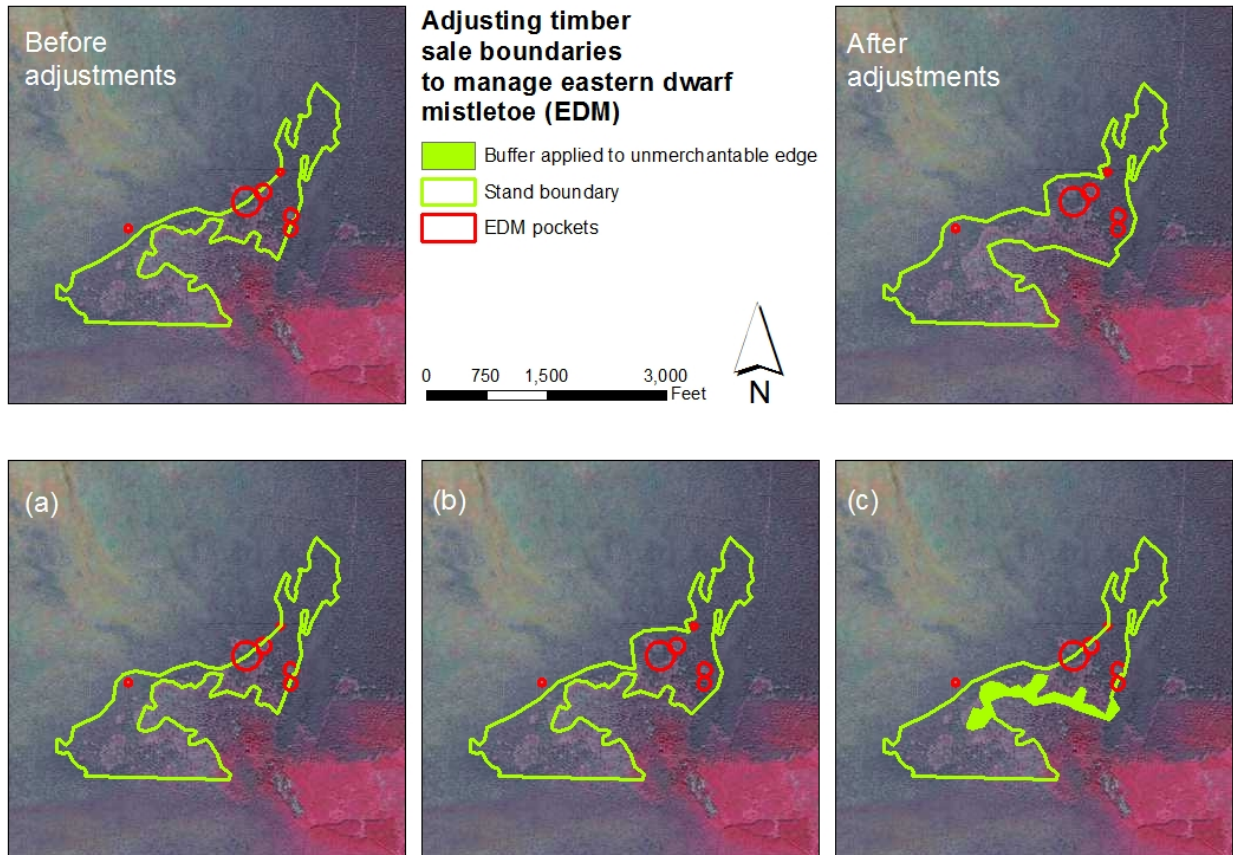 Before
adjustments
Adjusting timber
sale boundaries
to manage eastern dwarf
mistletoe (EDM)
Buffer applied to unmerchantable edge
Stand boundary
EDM pockets
0 750 1,500 3,000
Feet
N
After
adjustments
(a)
(b)
(c)